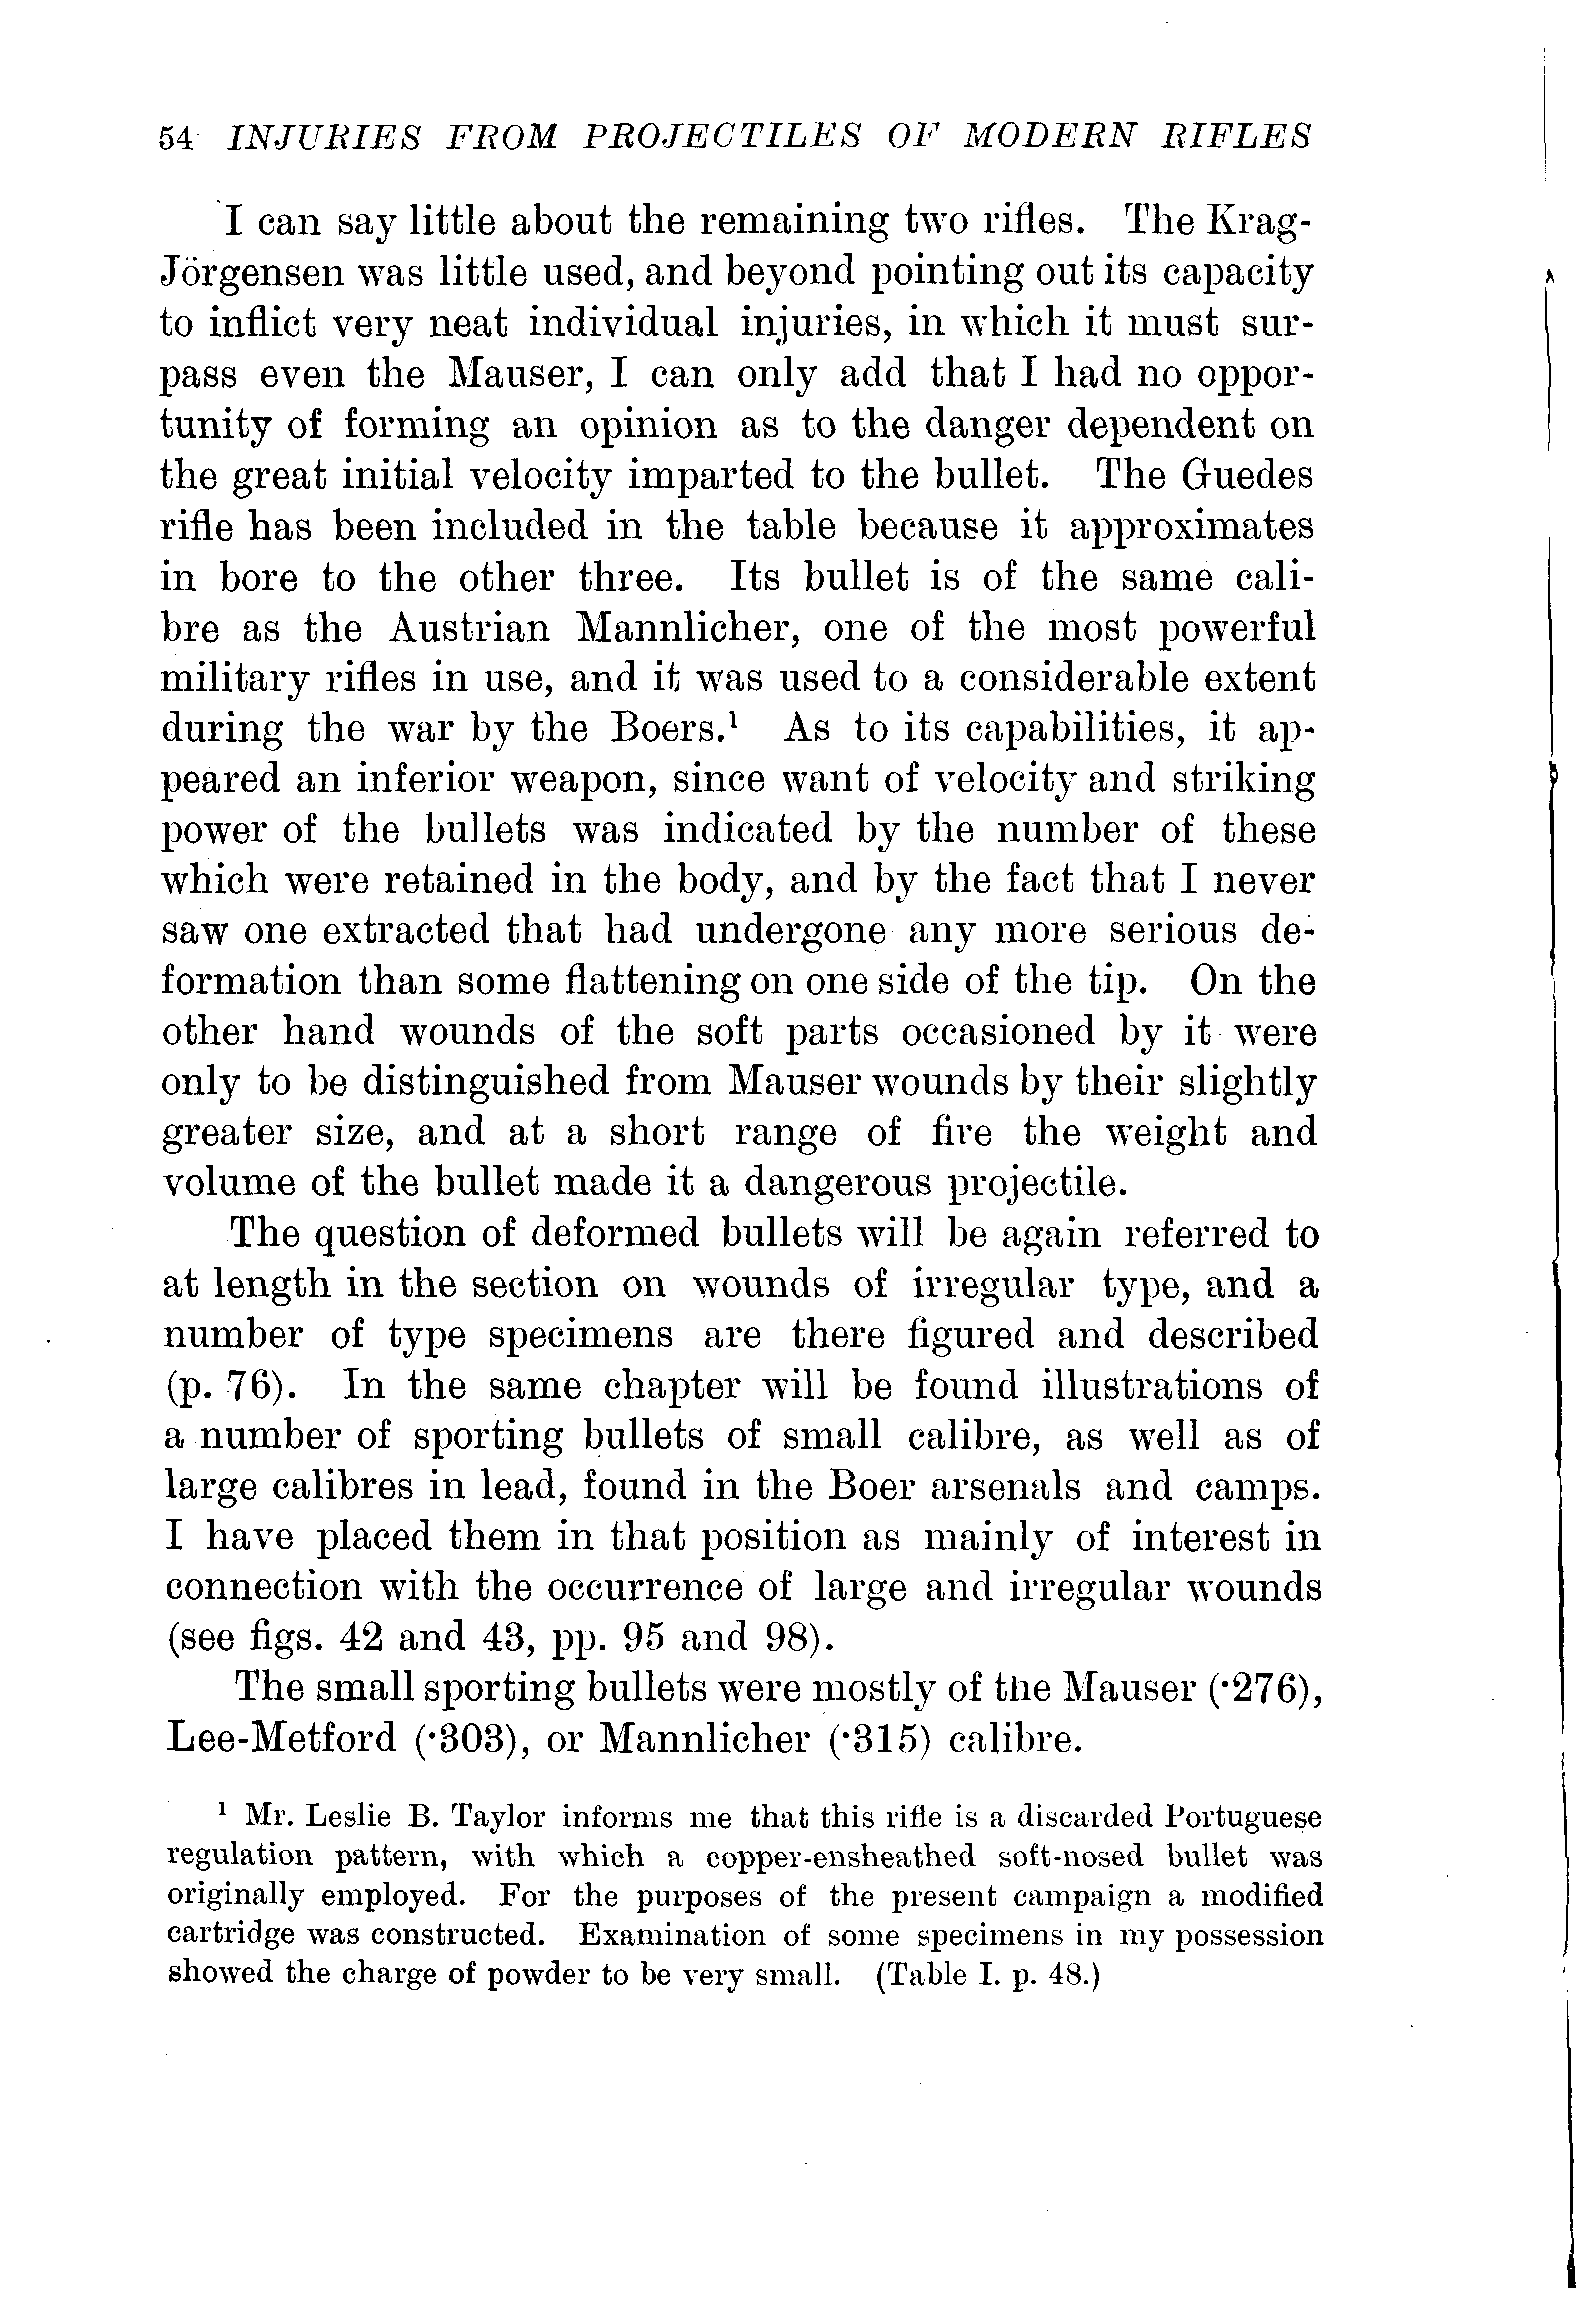 54 INJURIES FROM PROJECTILES OF MODERN RIFLES
I can say little about the remaining two rifles. The Krag-
Jörgensen was little used, and beyond pointing out its capacity
to inflict very neat individual injuries, in which it must sur-
pass even the Mauser, I can only add that I had no oppor-
tunity of forming an opinion as to the danger dependent on
the great initial velocity imparted to the bullet. The Guedes
rifle has been included in the table because it approximates
in bore to the other three. Its bullet is of the same cali-
bre as the Austrian Mannlicher, one of the most powerful
military rifles in use, and it was used to a considerable extent
during the war by the Boers.¹ As to its capabilities, it ap-
peared an inferior weapon, since want of velocity and striking
power of the bullets was indicated by the number of these
which were retained in the body, and by the fact that I never
saw one extracted that had undergone any more serious de-
formation than some flattening on one side of the tip. On the
other hand wounds of the soft parts occasioned by it were
only to be distinguished from Mauser wounds by their slightly
greater size, and at a short range of fire the weight and
volume of the bullet made it a dangerous projectile.
The question of deformed bullets will be again referred to
at length in the section on wounds of irregular type, and a
number of type specimens are there figured and described
(p. 76). In the same chapter will be found illustrations of
a number of sporting bullets of small calibre, as well as of
large calibres in lead, found in the Boer arsenals and camps.
I have placed them in that position as mainly of interest in
connection with the occurrence of large and irregular wounds
(see figs. 42 and 43, pp. 95 and 98).
The small sporting bullets were mostly of the Mauser (·276),
Lee-Metford (·303), or Mannlicher (·315) calibre.
¹ Mr. Leslie B. Taylor informs me that this rifle is a discarded Portuguese
regulation pattern, with which a copper-ensheathed soft-nosed bullet was
originally employed. For the purposes of the present campaign a modified
cartridge was constructed. Examination of some specimens in my possession
showed the charge of powder to be very small. (Table I. p. 48.)